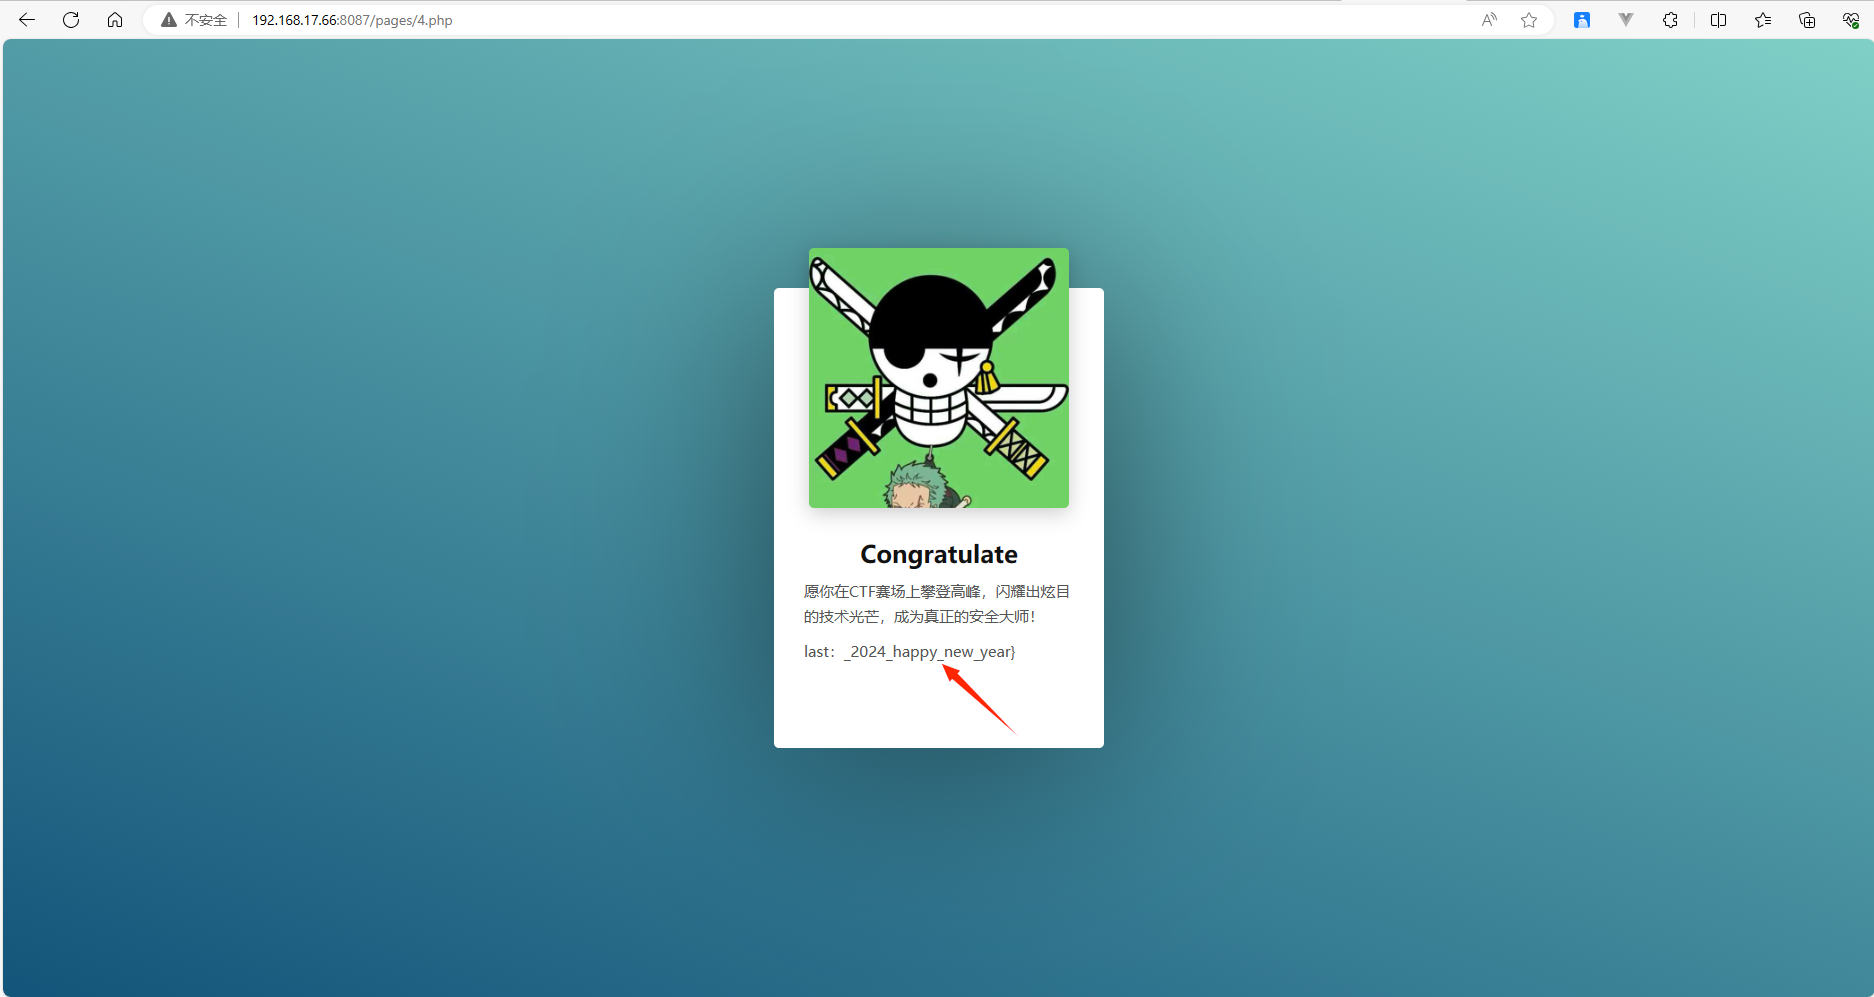 不安全 192.168.17.66:8087/pages/4.php
Congratulate
愿你在CTF赛场上攀登高峰，闪耀出炫目
的技术光芒，成为真正的安全大师！
last：_2024_happy_new_year}